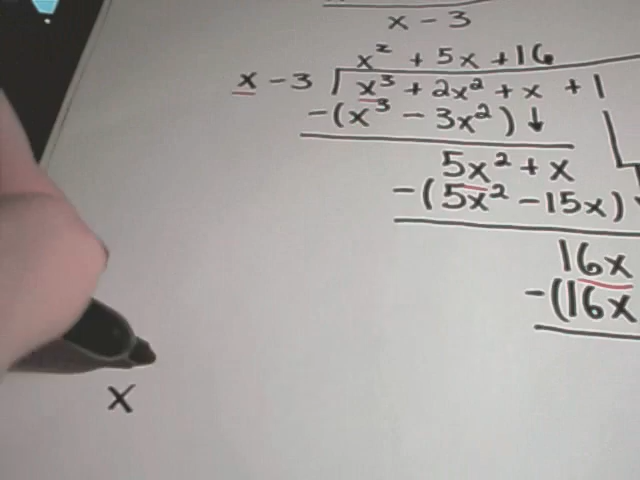 x - 3
x² + 5x + 16
x - 3 ) x³ + 2x² + x + 1
-(x³ - 3x²) ↓
5x² + x
-(5x² - 15x)
16x
-(16x
x